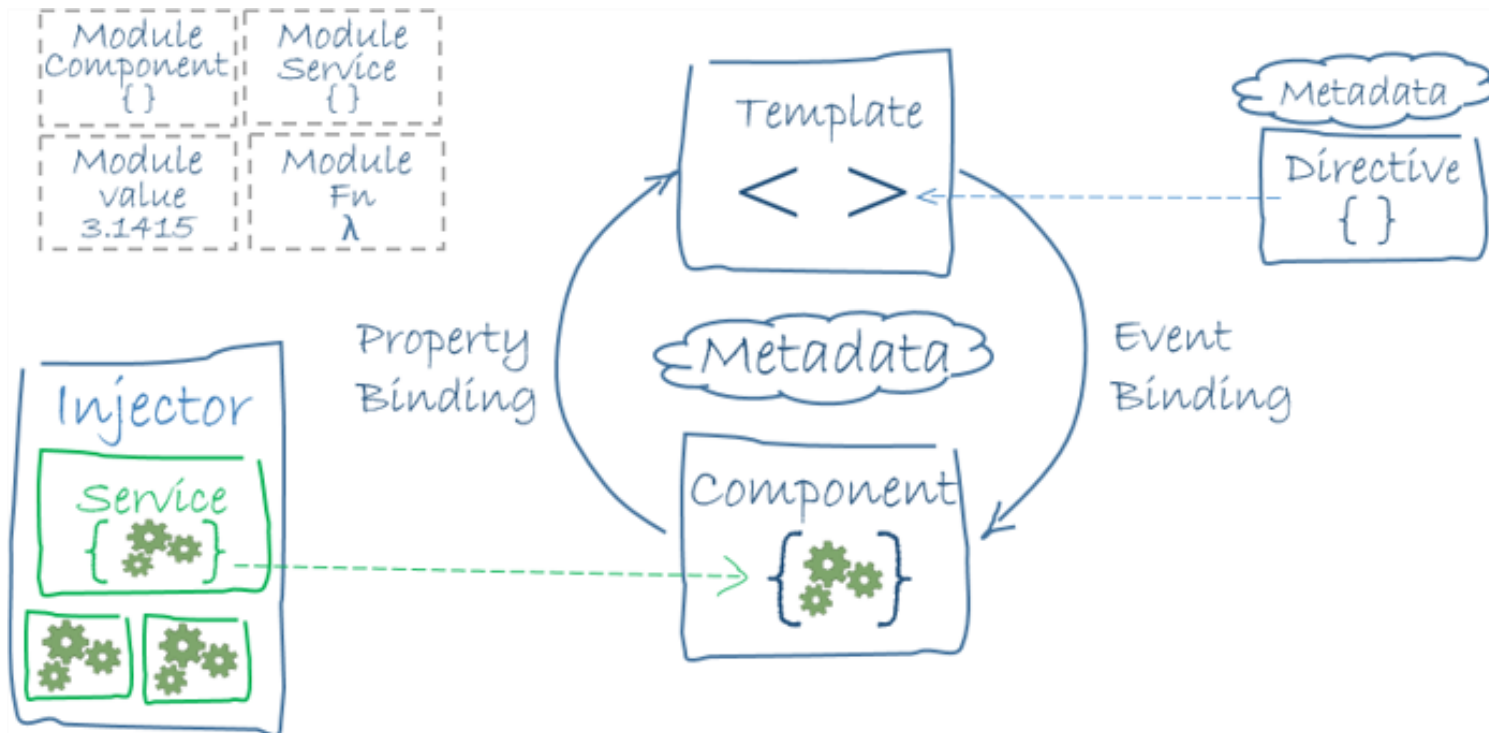 Module
Component
{ }
Module
Service
{ }
Module
value
3.1415
Module
Fn
λ
Template
< >
Metadata
Directive
{ }
Property
Binding
Metadata
Event
Binding
Injector
Service
{ }
Component
{ }